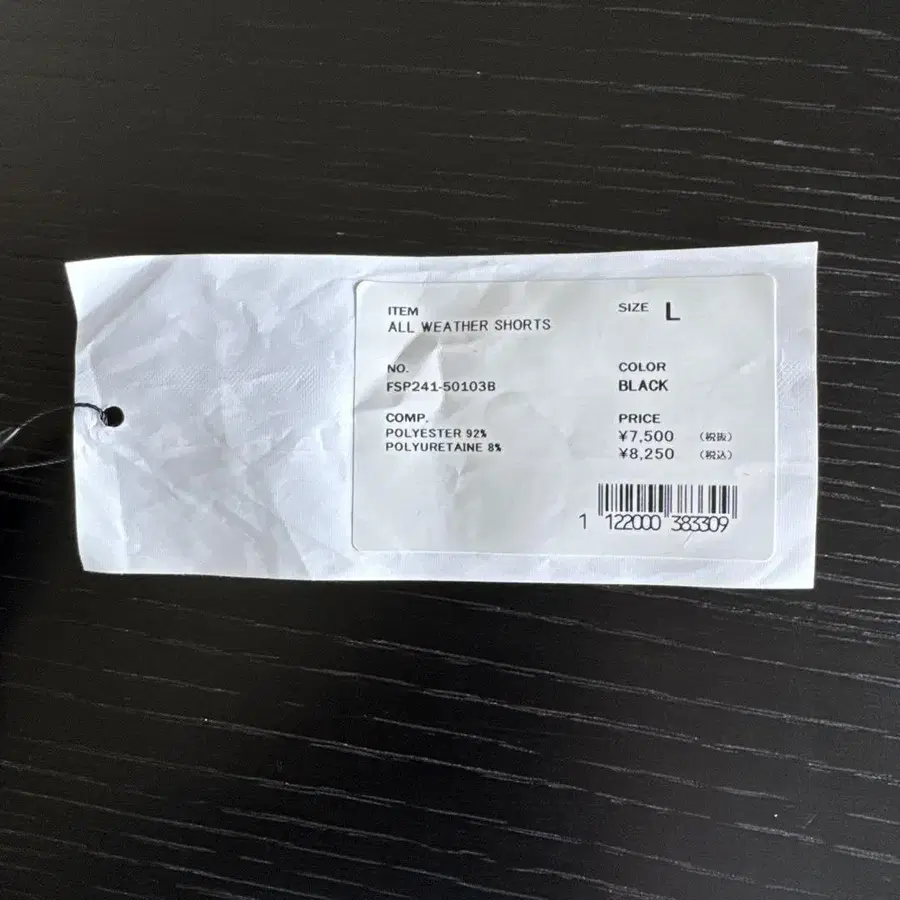 ITEM
ALL WEATHER SHORTS
SIZE L
NO.
FSP241-50103B
COLOR
BLACK
COMP.
POLYESTER 92%
POLYURETAINE 8%
PRICE
¥7,500 (税抜)
¥8,250 (税込)
1 122000 383309